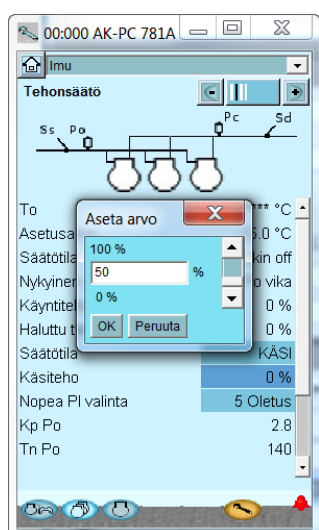 00:000 AK-PC 781A
Imu
Tehonsäätö
Pc Sd
Ss Po
To *** °C
Aseta arvo
100 %
50 %
0 %
OK Peruuta
5.0 °C
Säätötila
kin off
vika
Käyntitel 0 %
Haluttu t 0 %
Säätötila KÄSI
Käsiteho 0 %
Nopea PI valinta 5 Oletus
Kp Po 2.8
Tn Po 140